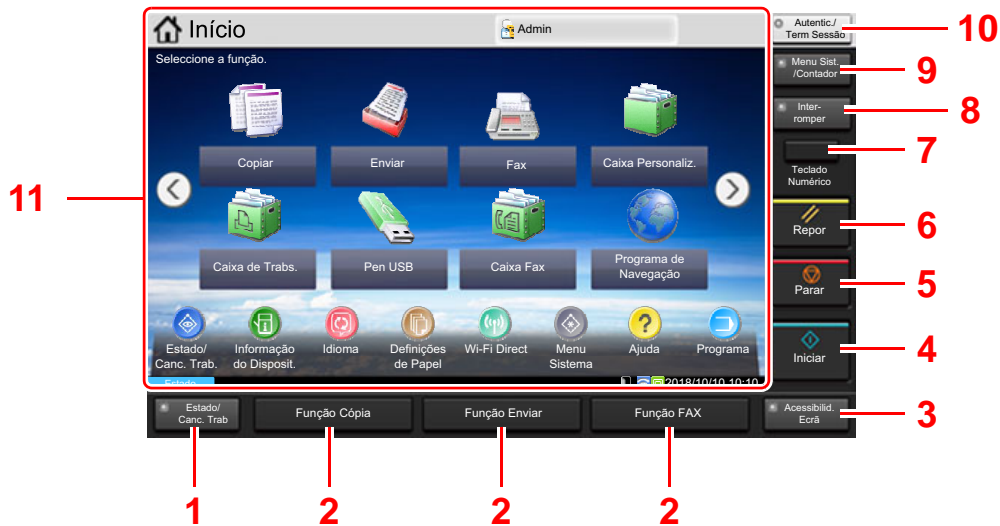 Início
Admin
Seleccione a função.
Copiar
Enviar
Fax
Caixa Personaliz.
Caixa de Trabs.
Pen USB
Caixa Fax
Programa de
Navegação
Estado/
Canc. Trab.
Informação
do Disposit.
Idioma
Definições
de Papel
Wi-Fi Direct
Menu
Sistema
Ajuda
Programa
Estado
2018/10/10 10:10
Autentic./
Term Sessão
10
Menu Sist.
/Contador
9
Inter-
romper
8
7
Teclado
Numérico
Repor
6
Parar
5
Iniciar
4
Acessibilid.
Ecrã
3
11
Estado/
Canc. Trab
Função Cópia
Função Enviar
Função FAX
1
2
2
2